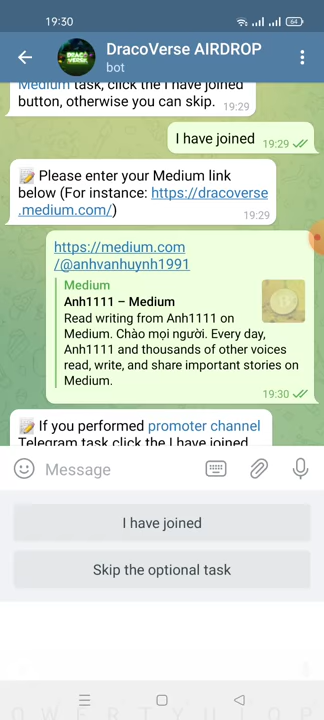 19:30
64
DRACO VERSE
DracoVerse AIRDROP
bot
Medium task, click the I have joined
button, otherwise you can skip. 19:29
I have joined 19:29
📝 Please enter your Medium link
below (For instance: https://dracoverse
.medium.com/)
19:29
https://medium.com
/@anhvanhuynh1991
Medium
Anh1111 – Medium
Read writing from Anh1111 on
Medium. Chào mọi người. Every day,
Anh1111 and thousands of other voices
read, write, and share important stories on
Medium.
19:30
📝 If you performed promoter channel
Telegram task click the I have joined
Message
I have joined
Skip the optional task
Q W E R T Y U I O P